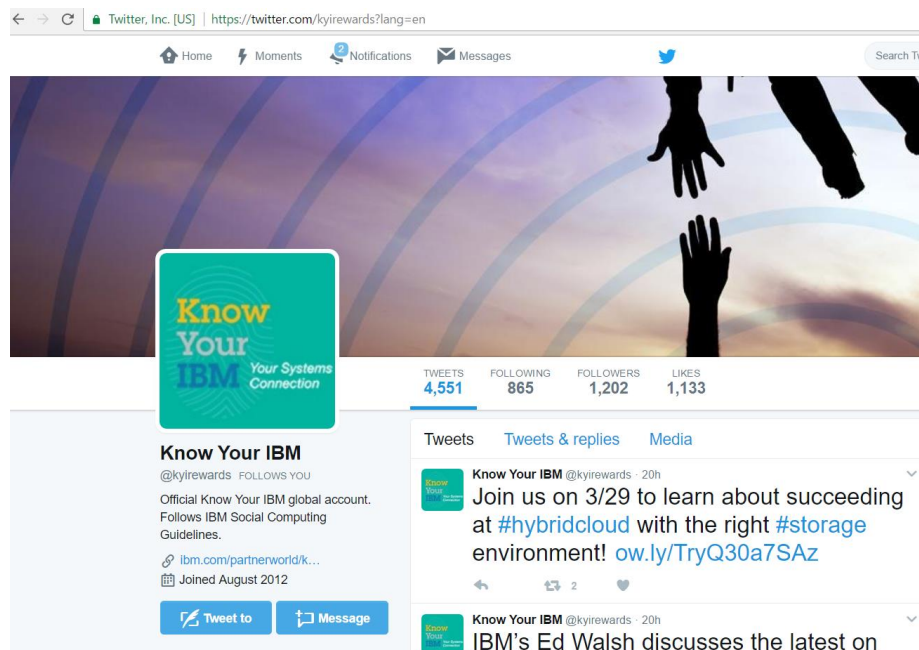 Twitter, Inc. [US] | https://twitter.com/kyirewards?lang=en
Home Moments 2 Notifications Messages Search Tw
Know
Your
IBM Your Systems
Connection
TWEETS FOLLOWING FOLLOWERS LIKES
4,551 865 1,202 1,133
Know Your IBM
@kyirewards FOLLOWS YOU
Official Know Your IBM global account.
Follows IBM Social Computing
Guidelines.
ibm.com/partnerworld/k...
Joined August 2012
Tweet to Message
Tweets Tweets & replies Media
Know Your IBM @kyirewards · 20h
Join us on 3/29 to learn about succeeding
at #hybridcloud with the right #storage
environment! ow.ly/TryQ30a7SAz
2
Know Your IBM @kyirewards · 20h
IBM's Ed Walsh discusses the latest on